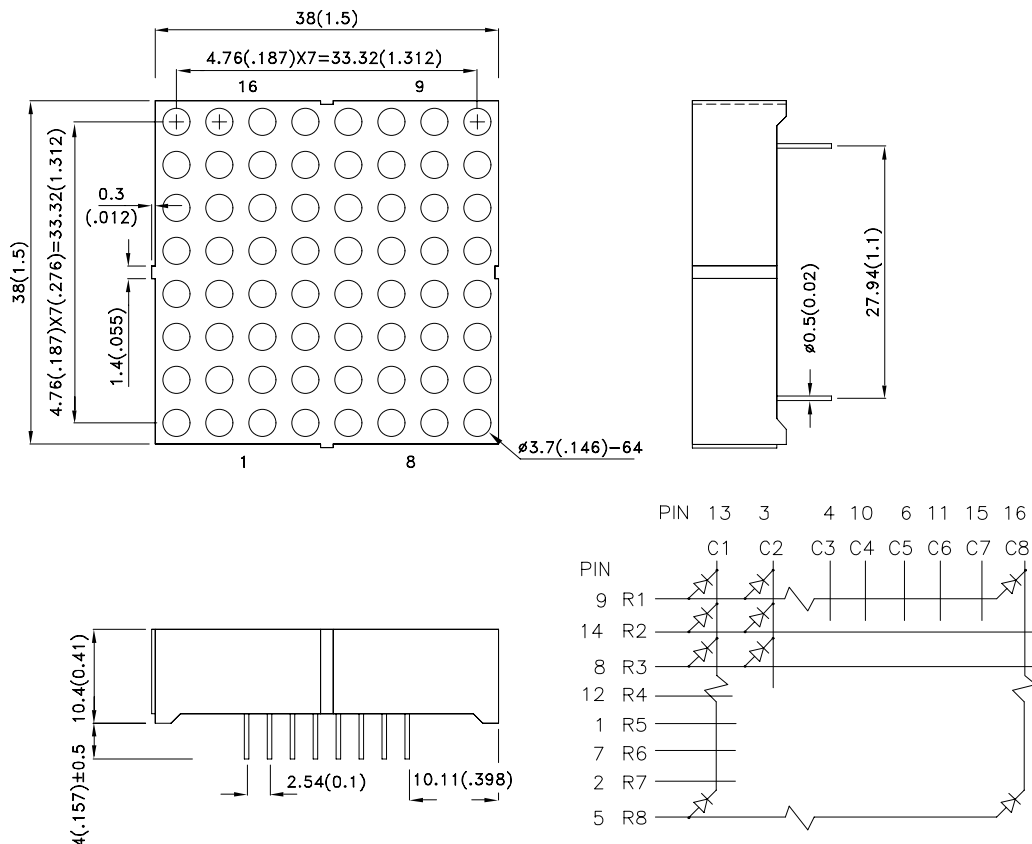 38(1.5)
4.76(.187)X7=33.32(1.312)
16 9
38(1.5)
4.76(.187)X7(.276)=33.32(1.312)
0.3
(.012)
1.4(.055)
1 8
ø3.7(.146)-64
27.94(1.1)
ø0.5(0.02)
10.4(0.41)
4(.157)±0.5
2.54(0.1)
10.11(.398)
PIN 13 3 4 10 6 11 15 16
C1 C2 C3 C4 C5 C6 C7 C8
PIN
9 R1
14 R2
8 R3
12 R4
1 R5
7 R6
2 R7
5 R8